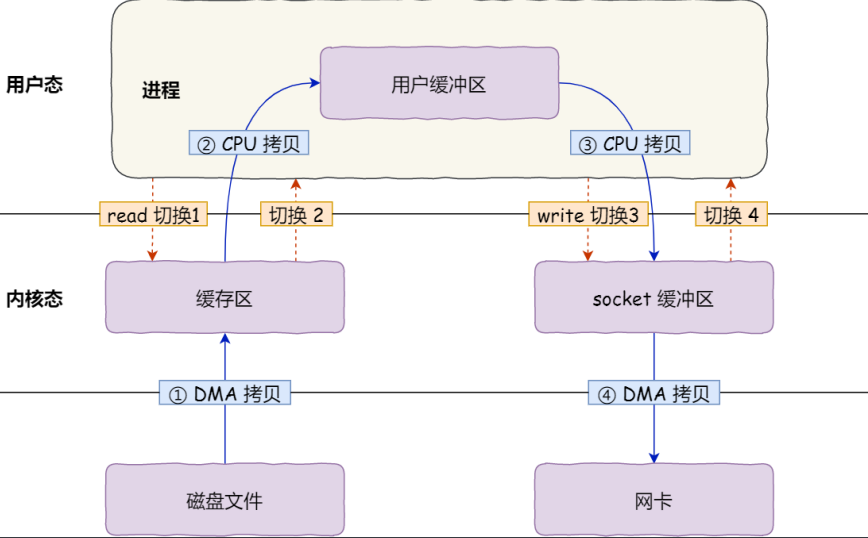 用户态
进程
用户缓冲区
② CPU 拷贝
③ CPU 拷贝
read 切换1
切换 2
write 切换3
切换 4
内核态
缓存区
socket 缓冲区
① DMA 拷贝
④ DMA 拷贝
磁盘文件
网卡